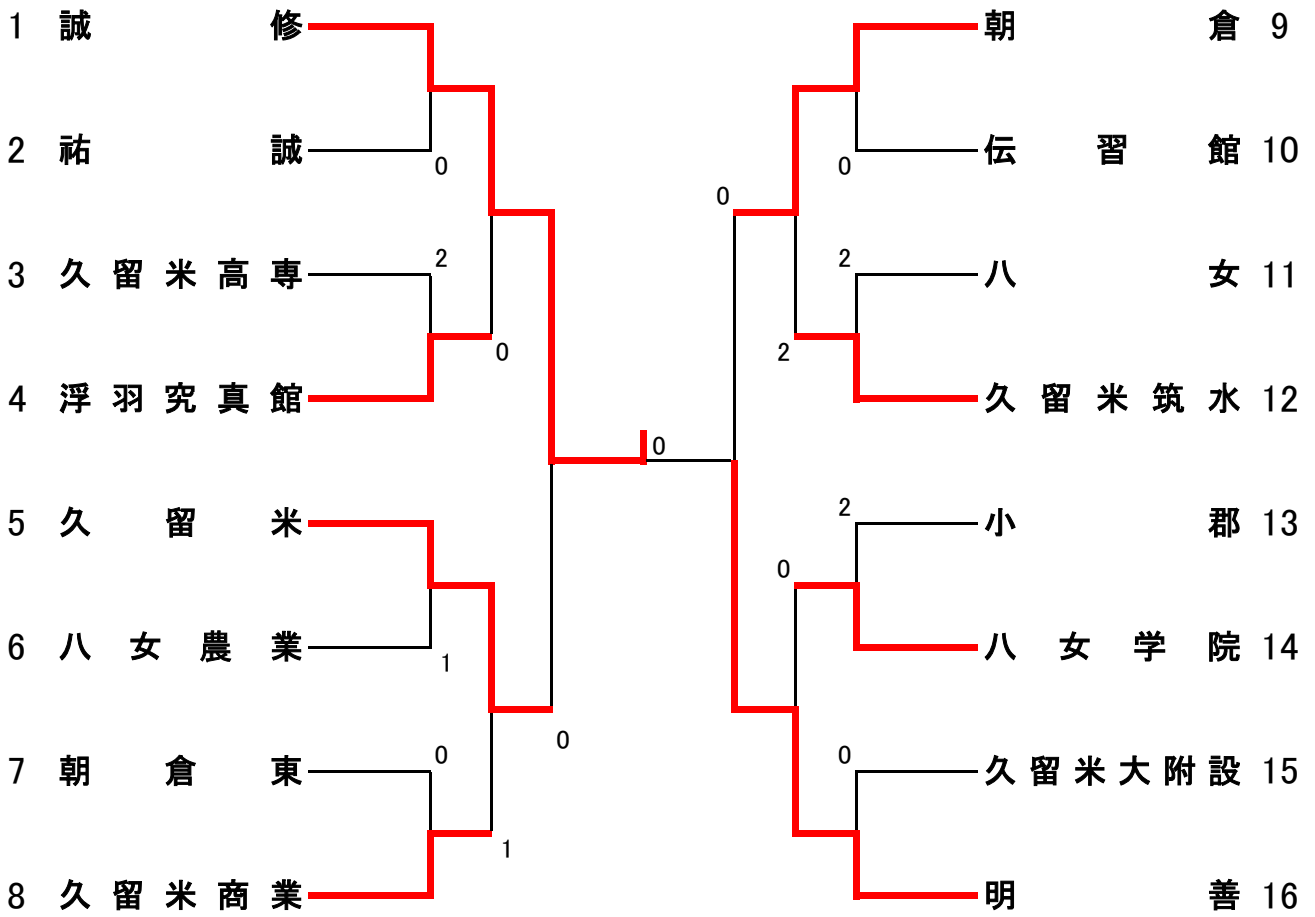 1 誠修
朝倉 9
2 祐誠
0
0
伝習館 10
0
3 久留米高専
2
2
八女 11
0
2
4 浮羽究真館
久留米筑水 12
0
5 久留米
2
小郡 13
0
6 八女農業
1
八女学院 14
0
7 朝倉東
0
0
久留米大附設 15
1
8 久留米商業
明善 16